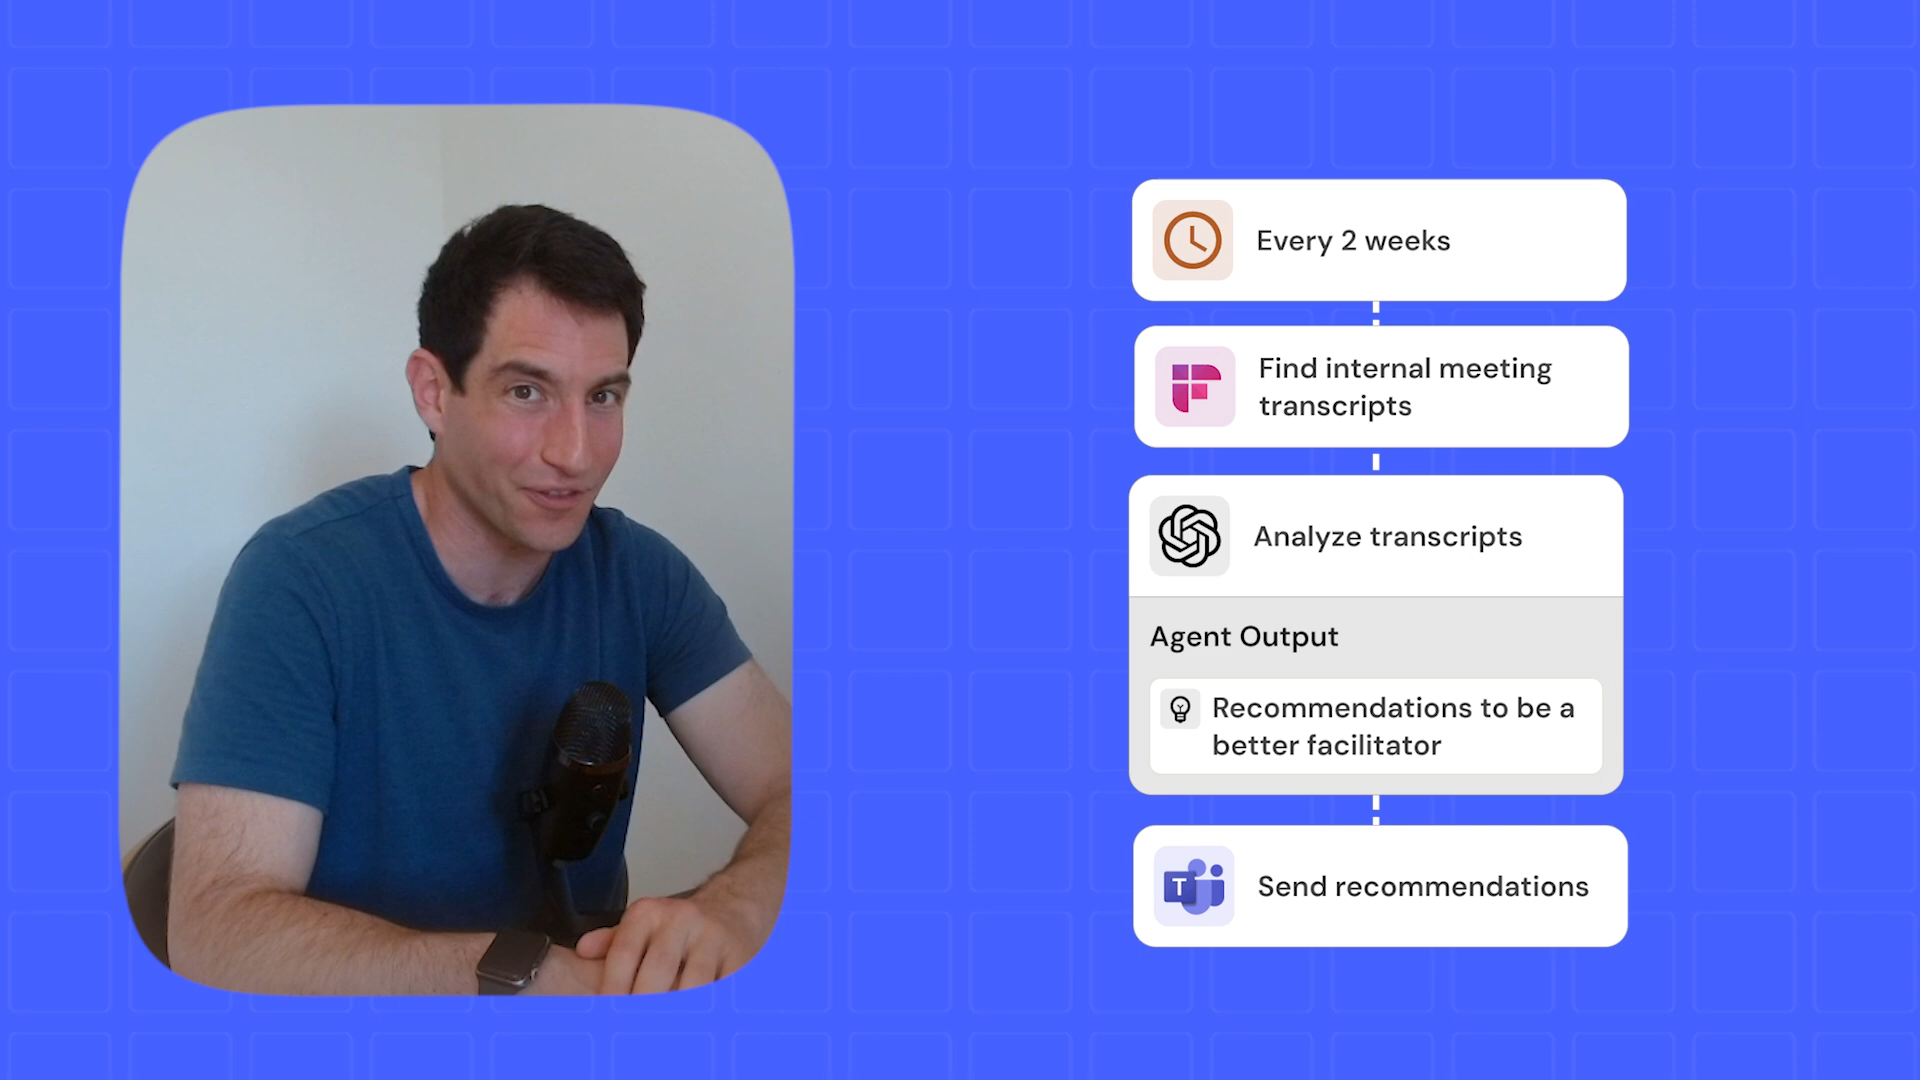 Every 2 weeks
Find internal meeting
transcripts
Analyze transcripts
Agent Output
Recommendations to be a
better facilitator
T
Send recommendations